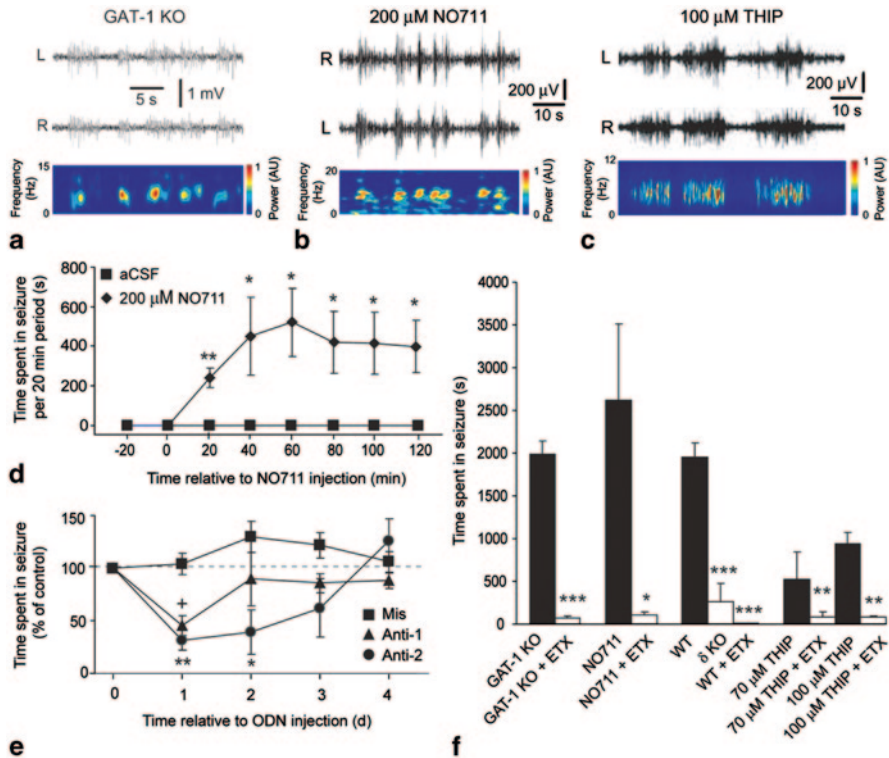 GAT-1 KO
L
5 s
1 mV
R
Frequency (Hz)
15
0
1
0
Power (AU)
a
200 µM NO711
R
L
200 µV
10 s
Frequency (Hz)
20
0
1
0
Power (AU)
b
100 µM THIP
L
R
200 µV
10 s
Frequency (Hz)
12
0
1
0
Power (AU)
c
Time spent in seizure
per 20 min period (s)
800
600
400
200
0
aCSF
200 µM NO711
**
*
*
*
*
*
-20
0
20
40
60
80
100
120
Time relative to NO711 injection (min)
d
Time spent in seizure
(% of control)
150
100
50
0
+
**
*
Mis
Anti-1
Anti-2
0
1
2
3
4
Time relative to ODN injection (d)
e
Time spent in seizure (s)
4000
3500
3000
2500
2000
1500
1000
500
0
***
*
***
***
**
**
GAT-1 KO
GAT-1 KO + ETX
NO711
NO711 + ETX
WT
δ KO
WT + ETX
70 µM THIP
70 µM THIP + ETX
100 µM THIP
100 µM THIP + ETX
f